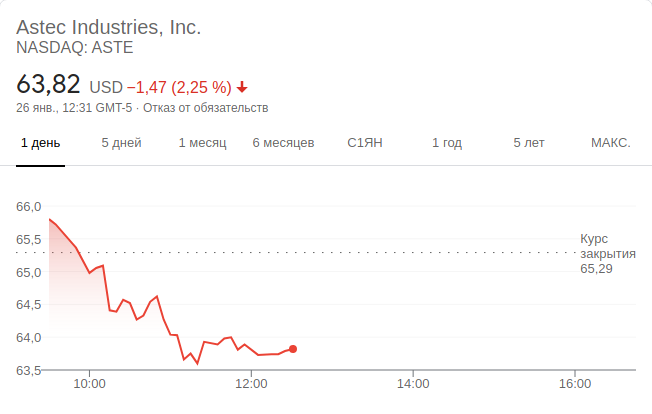 Astec Industries, Inc.
NASDAQ: ASTE
63,82 USD −1,47 (2,25 %)
26 янв., 12:31 GMT-5 · Отказ от обязательств
1 день 5 дней 1 месяц 6 месяцев С1ЯН 1 год 5 лет МАКС.
66,0
65,5
65,0
64,5
64,0
63,5
Курс
закрытия
65,29
10:00 12:00 14:00 16:00